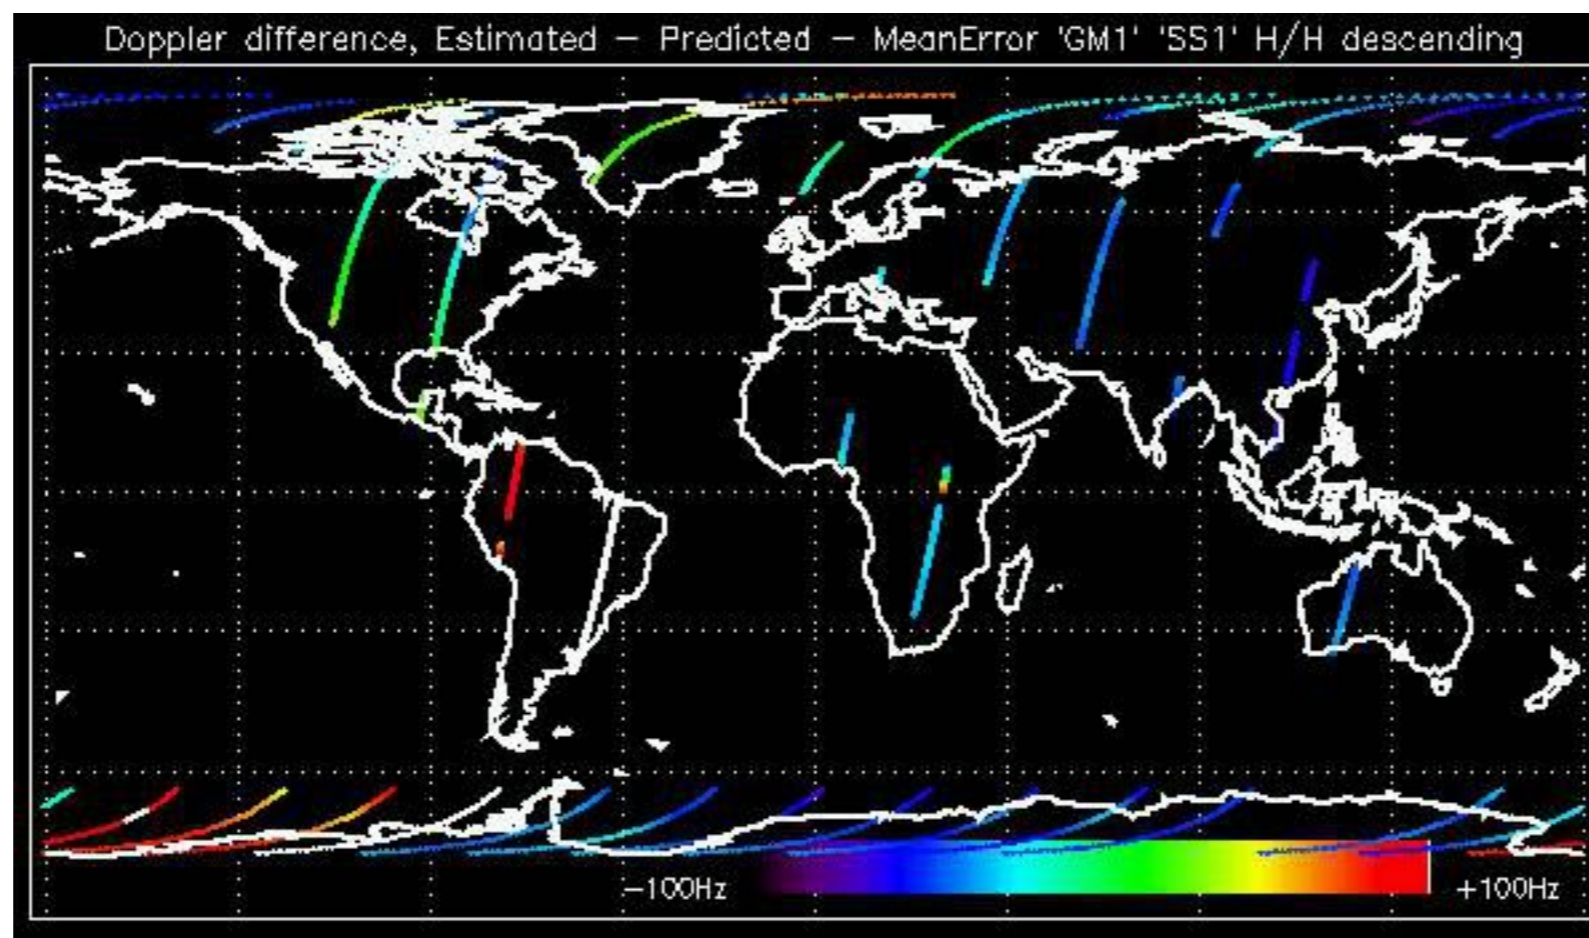 Doppler difference, Estimated – Predicted – MeanError 'GM1' 'SS1' H/H descending
–100Hz
+100Hz